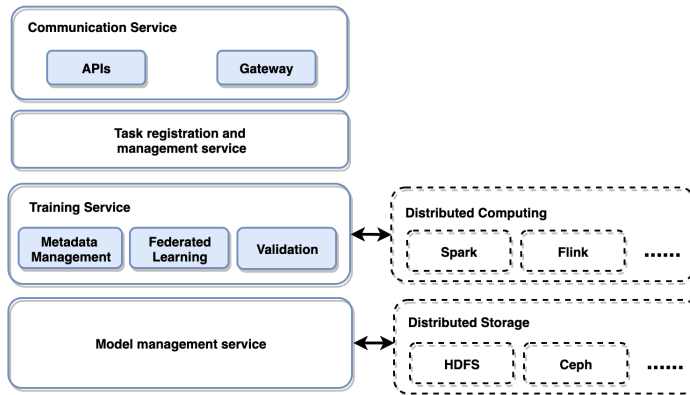 Communication Service
APIs
Gateway
Task registration and
management service
Training Service
Metadata
Management
Federated
Learning
Validation
Distributed Computing
Spark
Flink
......
Model management service
Distributed Storage
HDFS
Ceph
......